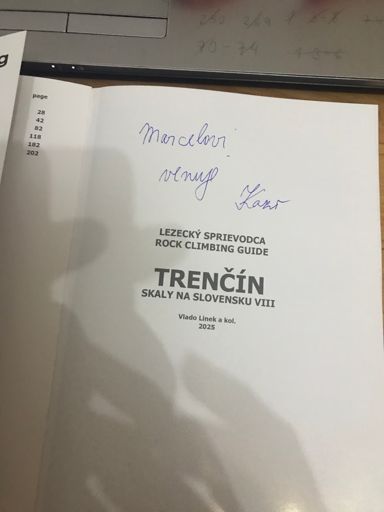 page
28
42
82
118
182
202
Marcelovi
venuje
LEZECKÝ SPRIEVODCA
ROCK CLIMBING GUIDE
TRENČÍN
SKALY NA SLOVENSKU VIII
Vlado Linek a kol.
2025